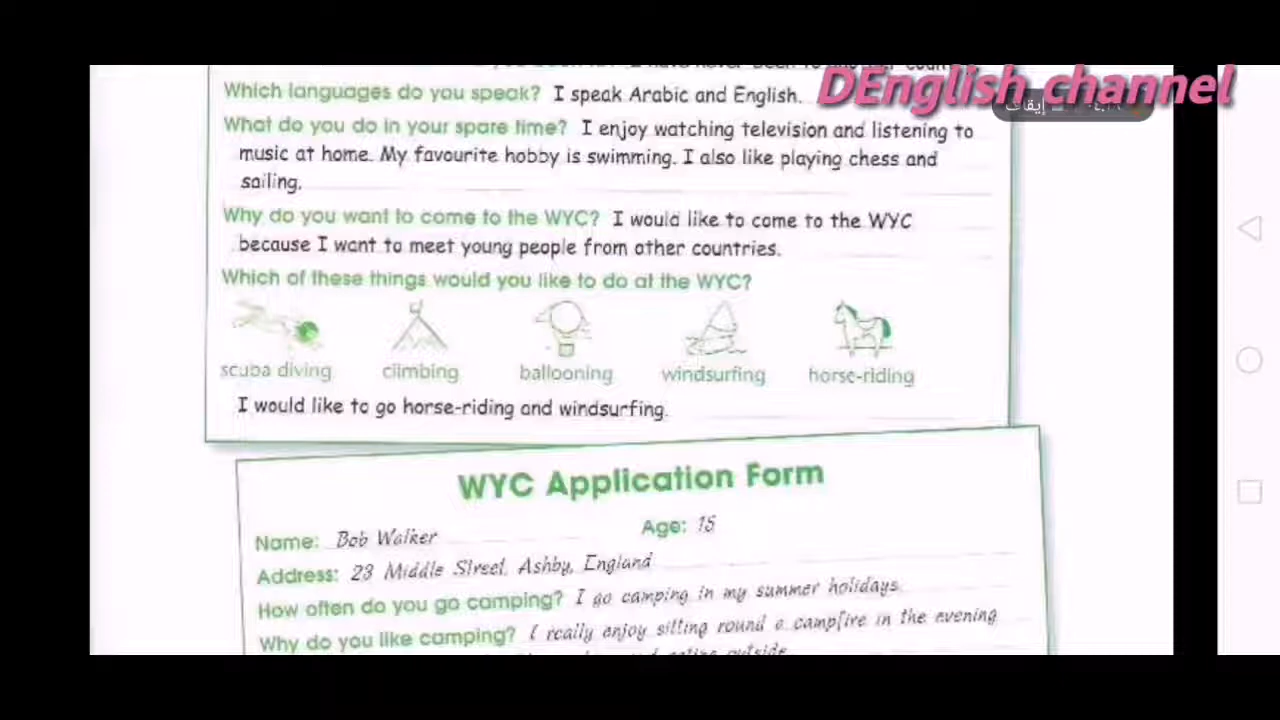 DEnglish channel
إيقاف
Which languages do you speak? I speak Arabic and English.
What do you do in your spare time? I enjoy watching television and listening to
music at home. My favourite hobby is swimming. I also like playing chess and
sailing.
Why do you want to come to the WYC? I would like to come to the WYC
because I want to meet young people from other countries.
Which of these things would you like to do at the WYC?
scuba diving climbing ballooning windsurfing horse-riding
I would like to go horse-riding and windsurfing.
WYC Application Form
Name: Bob Walker Age: 15
Address: 23 Middle Street, Ashby, England
How often do you go camping? I go camping in my summer holidays.
Why do you like camping? I really enjoy sitting round a campfire in the evening
outside